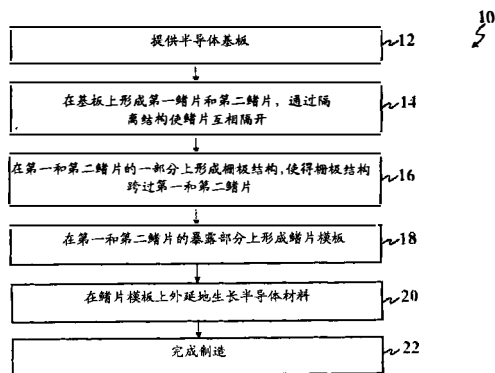 10
提供半导体基板
12
在基板上形成第一鳍片和第二鳍片，通过隔
离结构使鳍片互相隔开
14
在第一和第二鳍片的一部分上形成栅极结构，使得栅极结构
跨过第一和第二鳍片
16
在第一和第二鳍片的暴露部分上形成鳍片模板
18
在鳍片模板上外延地生长半导体材料
20
完成制造
22